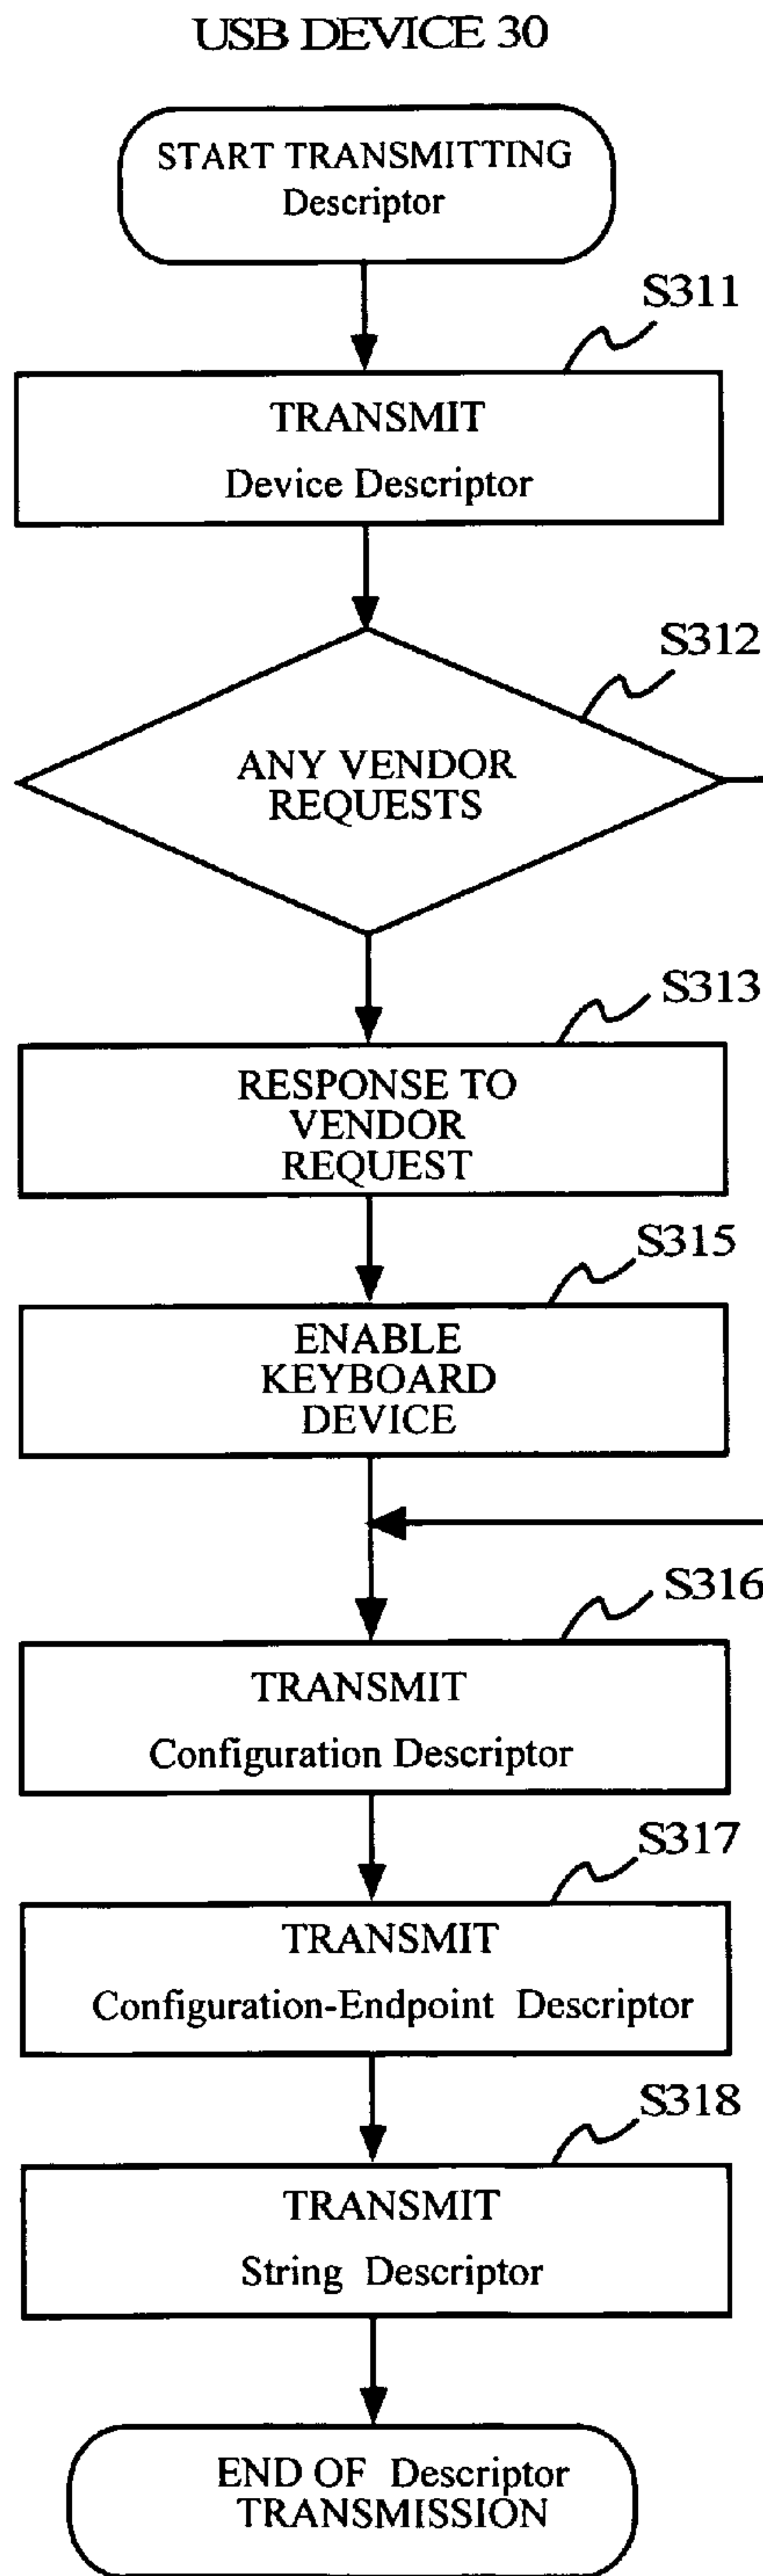 USB DEVICE 30
START TRANSMITTING
Descriptor
S311
TRANSMIT
Device Descriptor
S312
ANY VENDOR
REQUESTS
S313
RESPONSE TO
VENDOR
REQUEST
S315
ENABLE
KEYBOARD
DEVICE
S316
TRANSMIT
Configuration Descriptor
S317
TRANSMIT
Configuration-Endpoint Descriptor
S318
TRANSMIT
String Descriptor
END OF Descriptor
TRANSMISSION